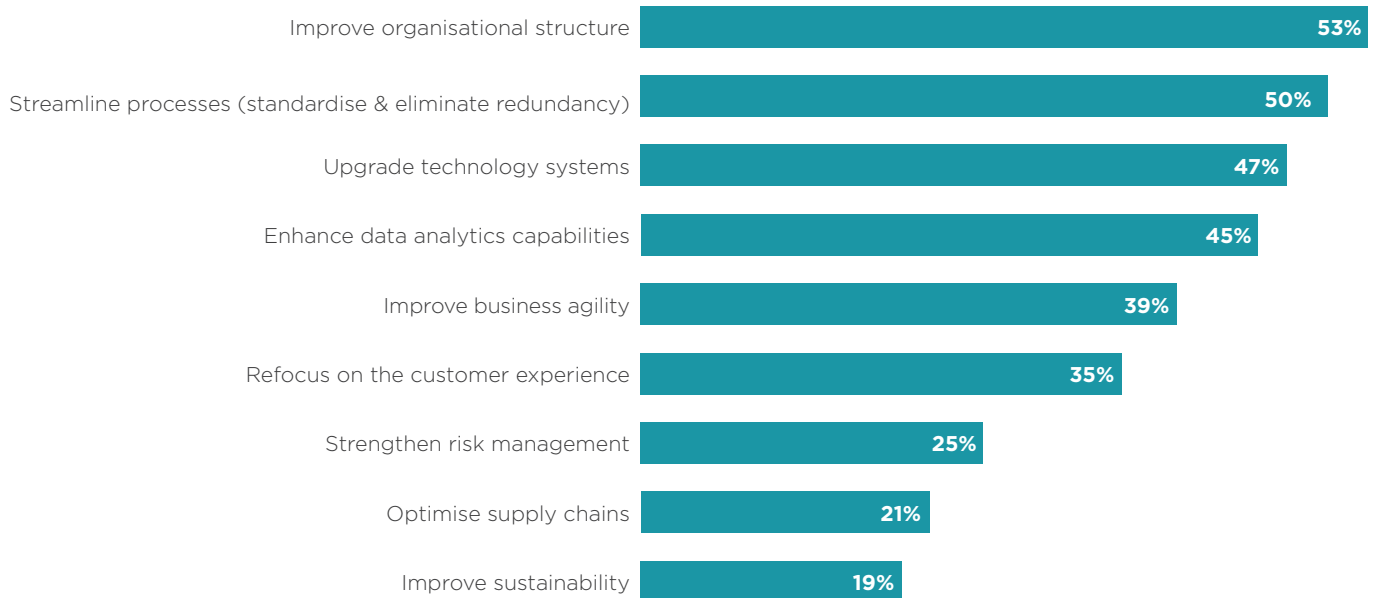 Improve organisational structure 53%
Streamline processes (standardise & eliminate redundancy) 50%
Upgrade technology systems 47%
Enhance data analytics capabilities 45%
Improve business agility 39%
Refocus on the customer experience 35%
Strengthen risk management 25%
Optimise supply chains 21%
Improve sustainability 19%